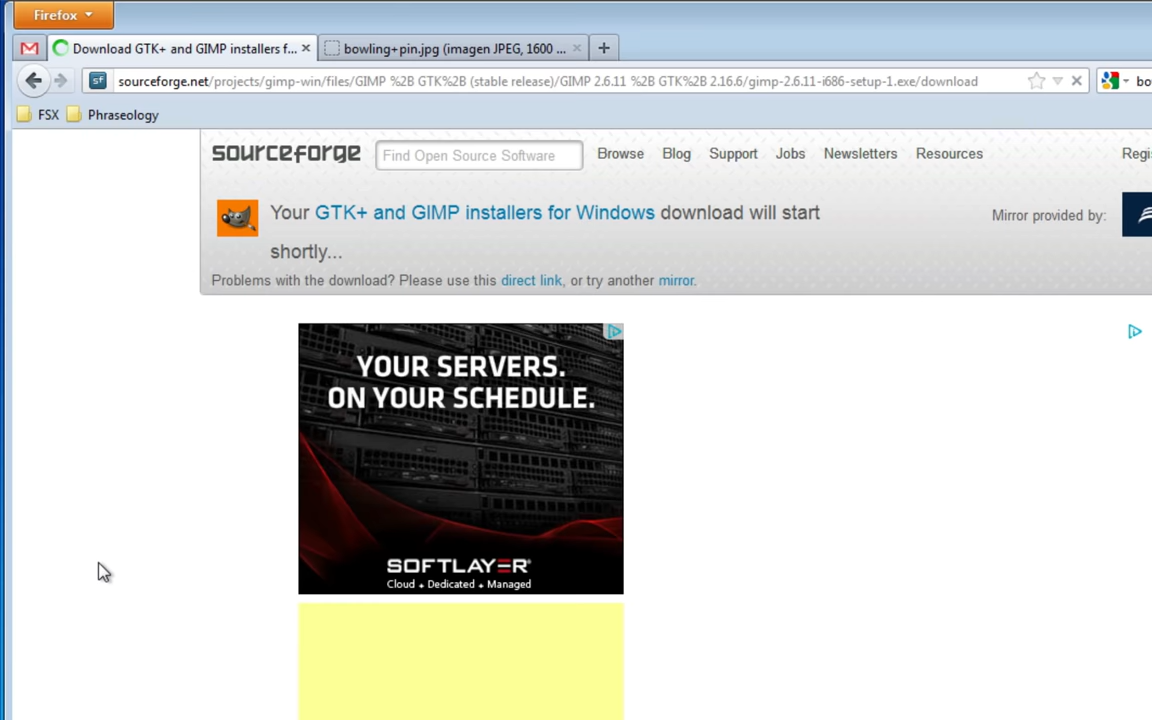 Firefox
Download GTK+ and GIMP installers f...
bowling+pin.jpg (imagen JPEG, 1600 ...
sourceforge.net/projects/gimp-win/files/GIMP %2B GTK%2B (stable release)/GIMP 2.6.11 %2B GTK%2B 2.16.6/gimp-2.6.11-i686-setup-1.exe/download
bo
FSX Phraseology
sourceforge Find Open Source Software Browse Blog Support Jobs Newsletters Resources Regi
Your GTK+ and GIMP installers for Windows download will start
shortly...
Mirror provided by:
Problems with the download? Please use this direct link, or try another mirror.
YOUR SERVERS.
ON YOUR SCHEDULE.
SOFTLAYER®
Cloud + Dedicated + Managed